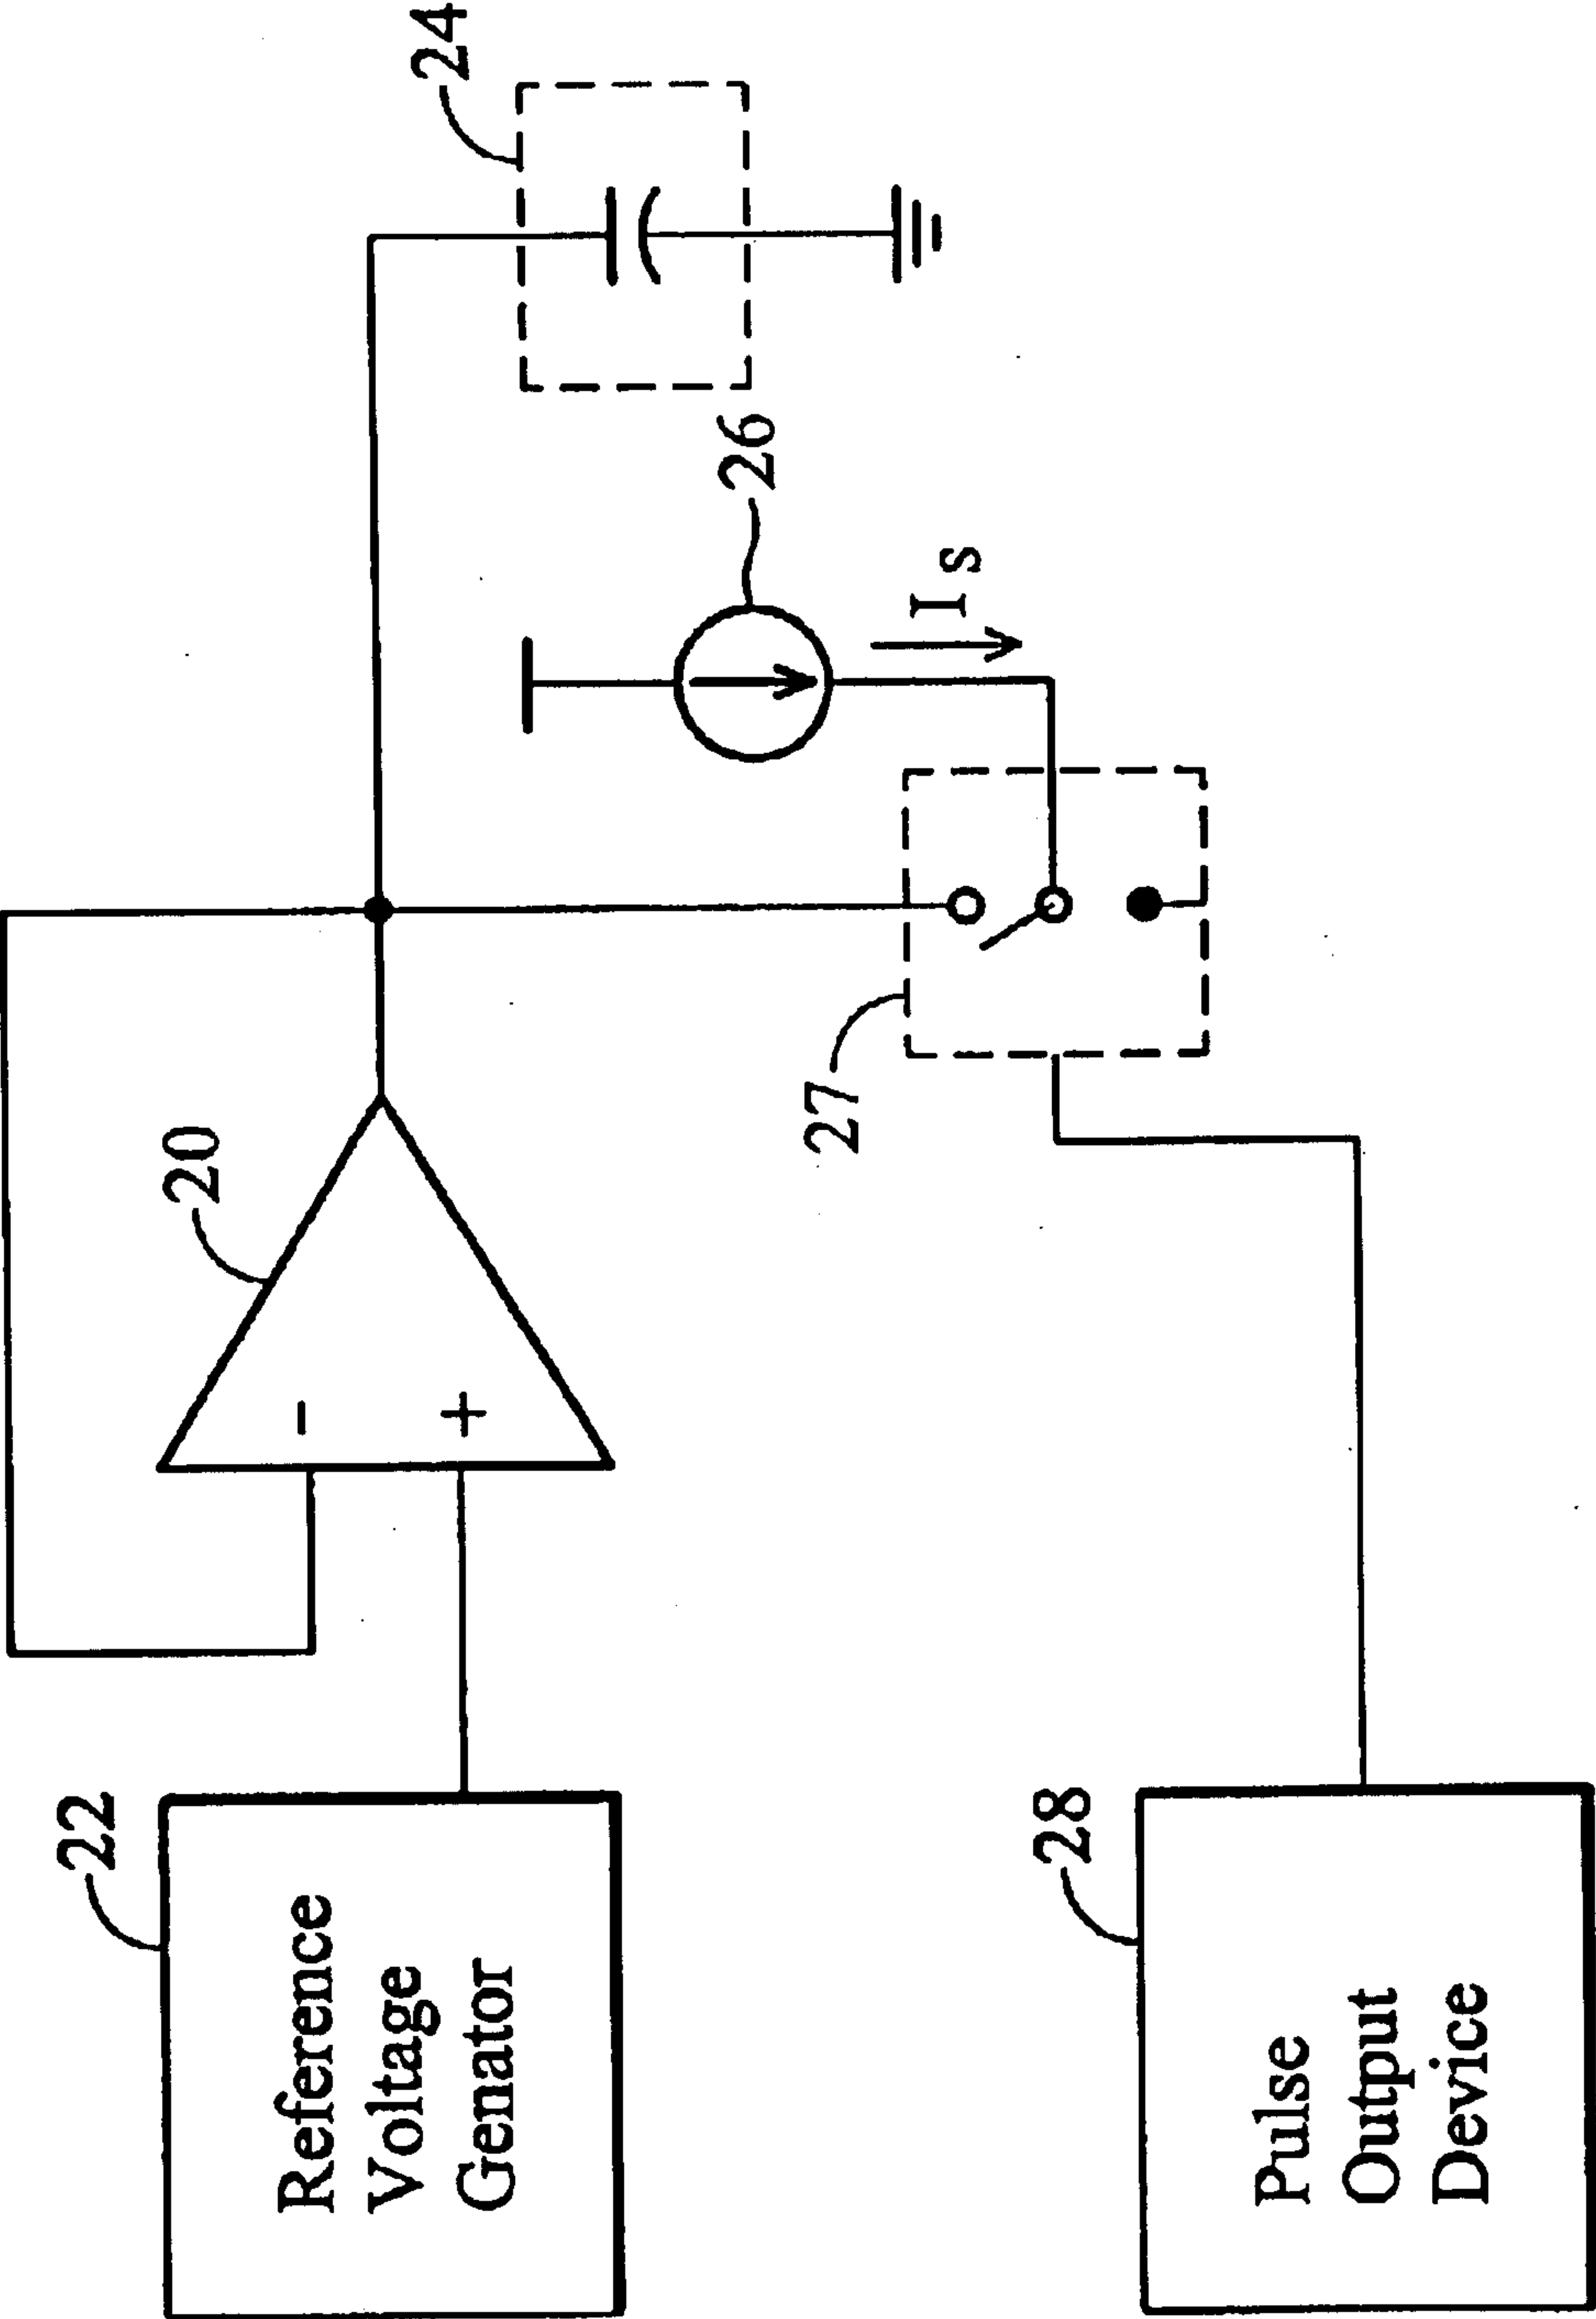 22
Reference
Voltage
Genator
-
+
20
24
26
Is
27
28
Pulse
Output
Device